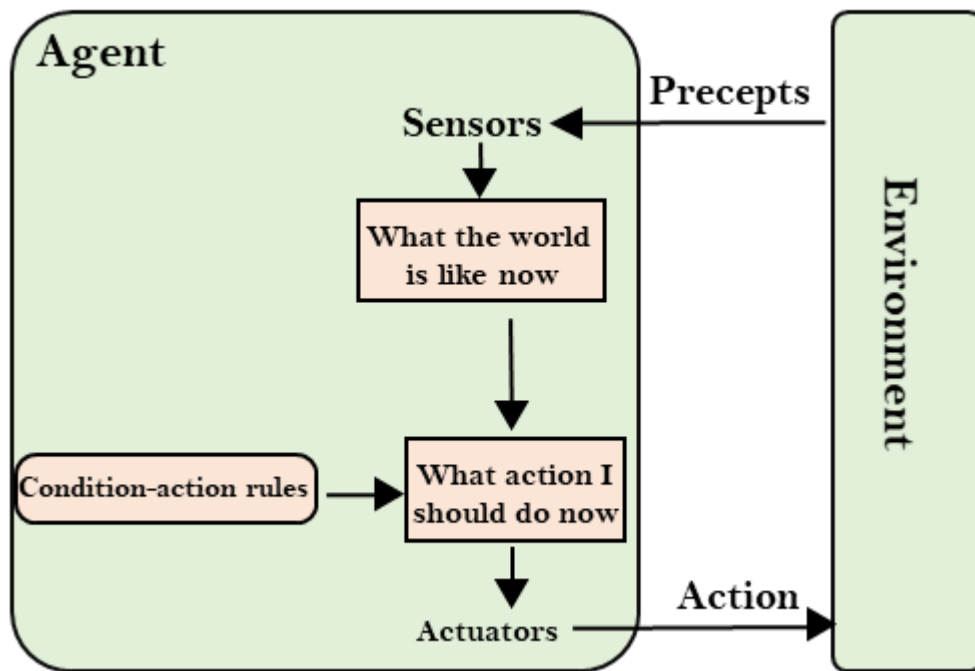 Agent
Precepts
Sensors
What the world
is like now
Environment
Condition-action rules
What action I
should do now
Action
Actuators